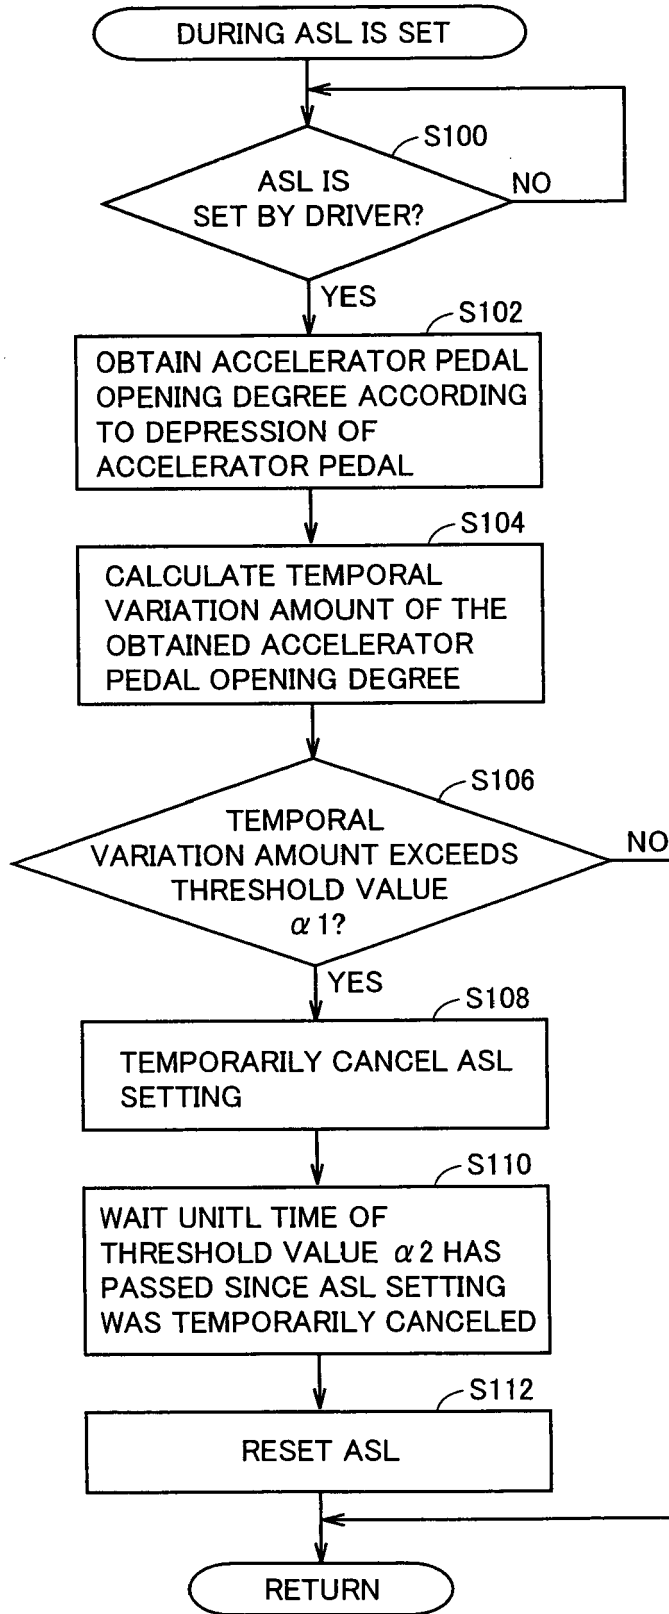 DURING ASL IS SET
S100
ASL IS
SET BY DRIVER?
NO
YES
S102
OBTAIN ACCELERATOR PEDAL
OPENING DEGREE ACCORDING
TO DEPRESSION OF
ACCELERATOR PEDAL
S104
CALCULATE TEMPORAL
VARIATION AMOUNT OF THE
OBTAINED ACCELERATOR
PEDAL OPENING DEGREE
S106
TEMPORAL
VARIATION AMOUNT EXCEEDS
THRESHOLD VALUE
α1?
NO
YES
S108
TEMPORARILY CANCEL ASL
SETTING
S110
WAIT UNITL TIME OF
THRESHOLD VALUE α2 HAS
PASSED SINCE ASL SETTING
WAS TEMPORARILY CANCELED
S112
RESET ASL
RETURN